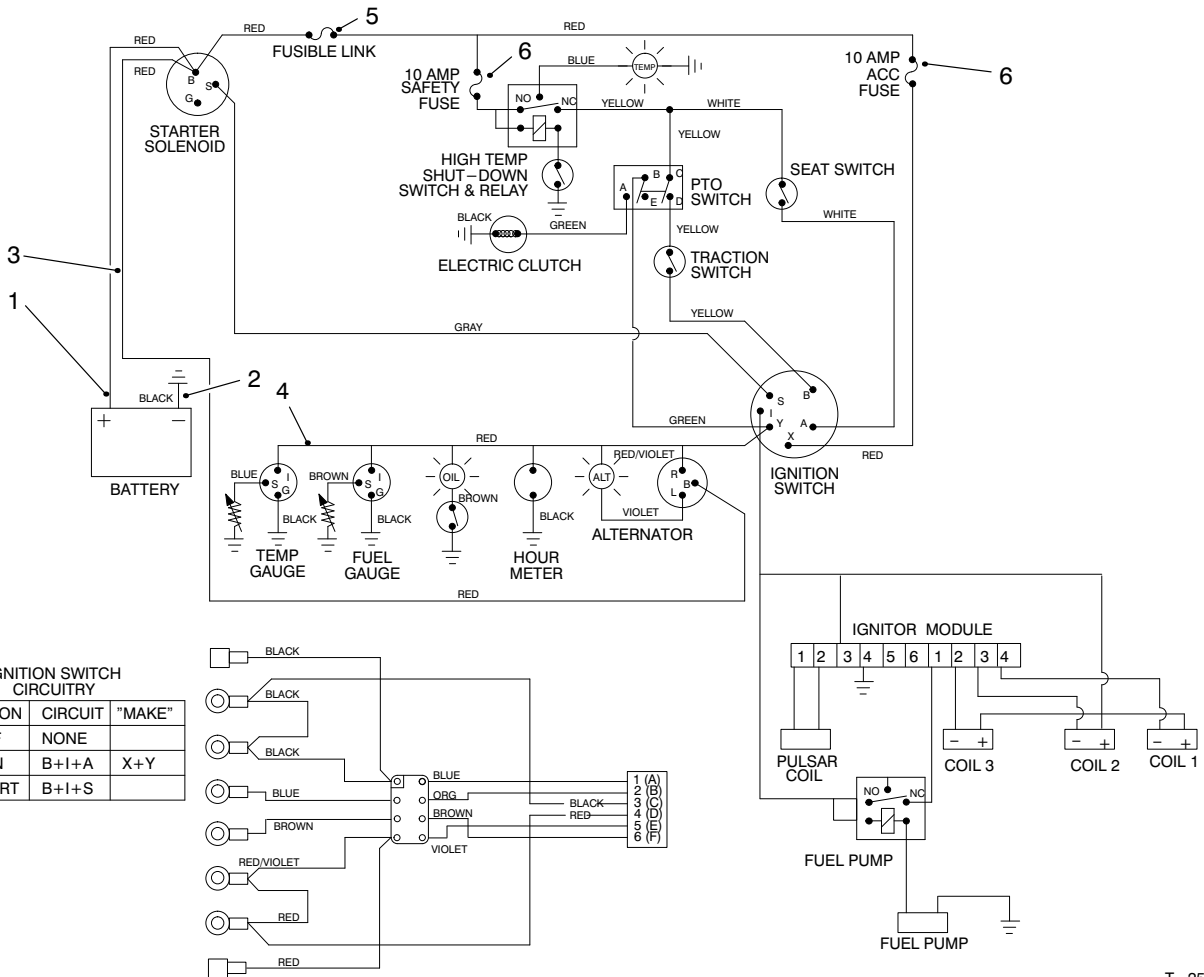 5
RED
RED
RED
FUSIBLE LINK
6
RED
10 AMP
SAFETY
FUSE
BLUE
TEMP
10 AMP
ACC
FUSE
6
B
S
G
STARTER
SOLENOID
NO
NC
YELLOW
WHITE
YELLOW
HIGH TEMP
SHUT-DOWN
SWITCH & RELAY
SEAT SWITCH
A
B
C
E
D
PTO
SWITCH
WHITE
BLACK
GREEN
ELECTRIC CLUTCH
YELLOW
TRACTION
SWITCH
3
1
YELLOW
GRAY
BLACK
2
4
+
-
BATTERY
S
B
I
Y
A
X
GREEN
RED
IGNITION
SWITCH
RED
RED/VIOLET
BLUE
S
I
G
BLACK
TEMP
GAUGE
BROWN
S
I
G
BLACK
FUEL
GAUGE
OIL
BROWN
BLACK
HOUR
METER
ALT
R
B
L
VIOLET
ALTERNATOR
RED
IGNITOR MODULE
1 2 3 4 5 6 1 2 3 4
PULSAR
COIL
- +
COIL 3
- +
COIL 2
- +
COIL 1
NO
NC
FUEL PUMP
FUEL PUMP
GNITION SWITCH
CIRCUITRY
ON CIRCUIT "MAKE"
F NONE
N B+I+A X+Y
RT B+I+S
BLACK
BLACK
BLACK
BLUE
BROWN
RED/VIOLET
RED
RED
BLUE
ORG
BROWN
VIOLET
BLACK
RED
1 (A)
2 (B)
3 (C)
4 (D)
5 (E)
6 (F)